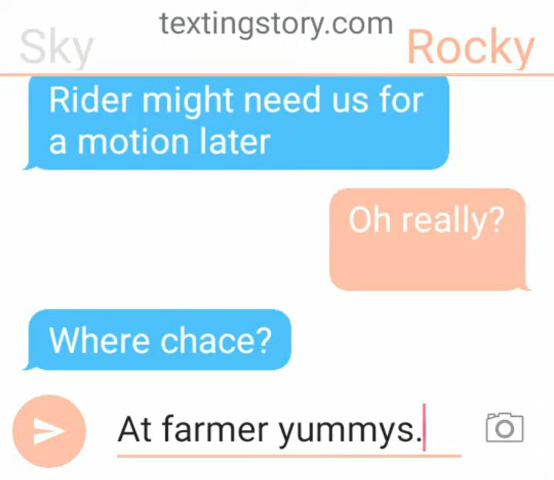 textingstory.com
Sky
Rocky
Rider might need us for
a motion later
Oh really?
Where chace?
At farmer yummys.